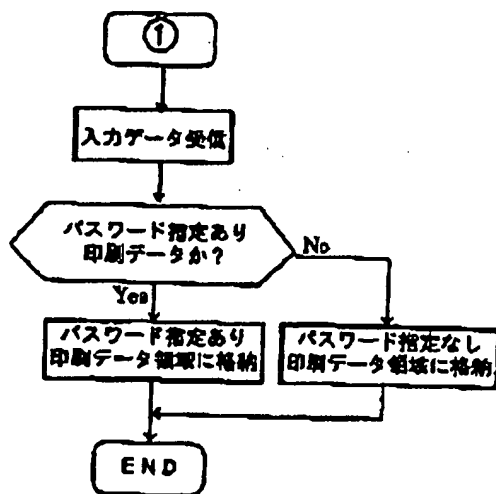 ①
入力データ受信
パスワード指定あり
印刷データか?
No
Yes
パスワード指定あり
印刷データ領域に格納
パスワード指定なし
印刷データ領域に格納
END